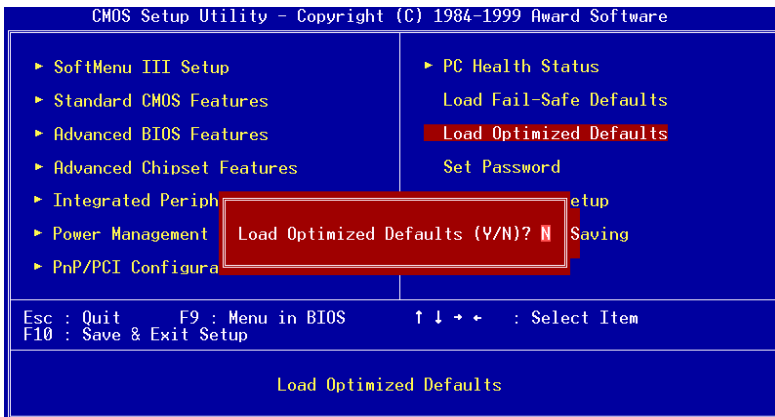 CMOS Setup Utility - Copyright (C) 1984-1999 Award Software
SoftMenu III Setup
Standard CMOS Features
Advanced BIOS Features
Advanced Chipset Features
Integrated Periph
Power Management
PnP/PCI Configura
PC Health Status
Load Fail-Safe Defaults
Load Optimized Defaults
Set Password
etup
Saving
Load Optimized Defaults (Y/N)? N
Esc : Quit F9 : Menu in BIOS ↑ ↓ → ← : Select Item
F10 : Save & Exit Setup
Load Optimized Defaults